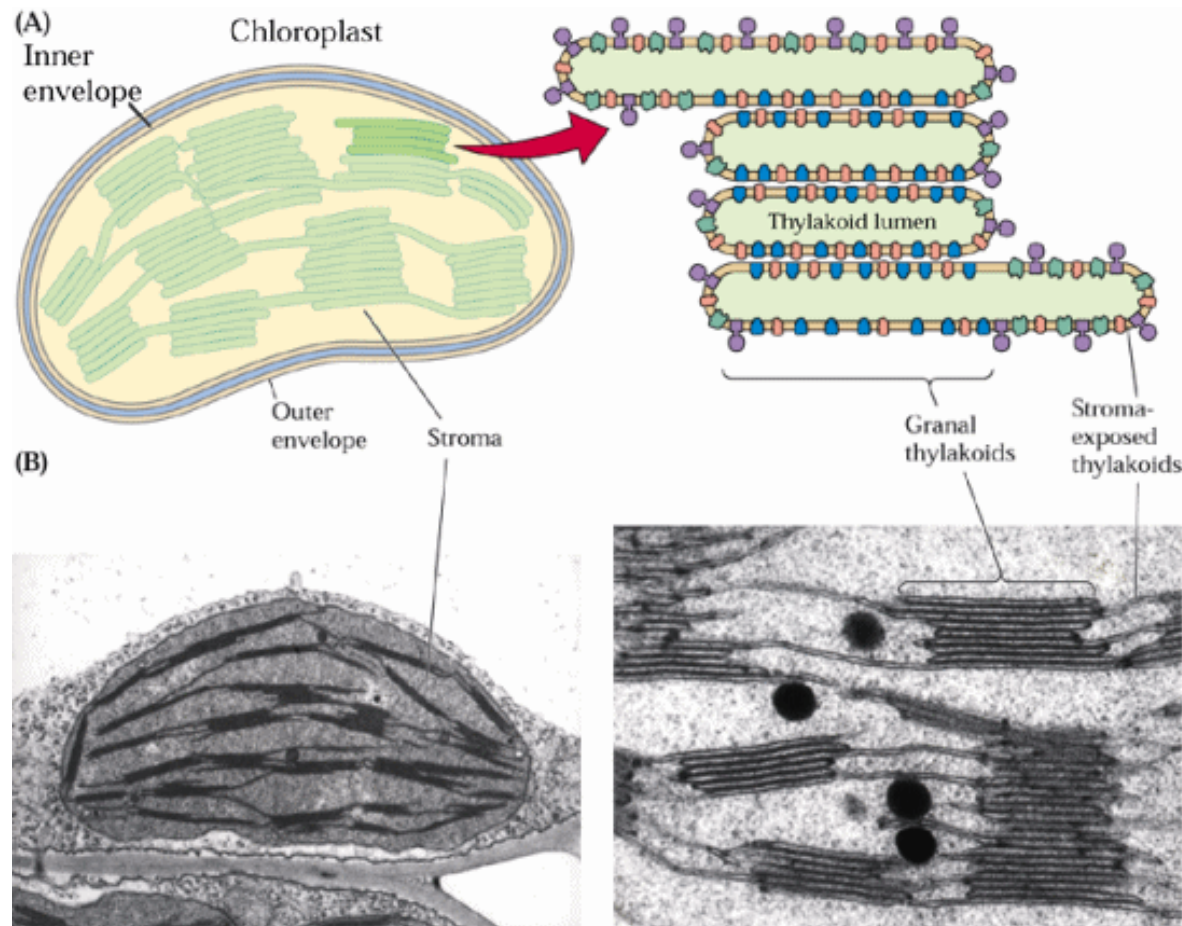 (A)
Chloroplast
Inner
envelope
Thylakoid lumen
Outer
envelope
Stroma
Granal
thylakoids
Stroma-
exposed
thylakoids
(B)